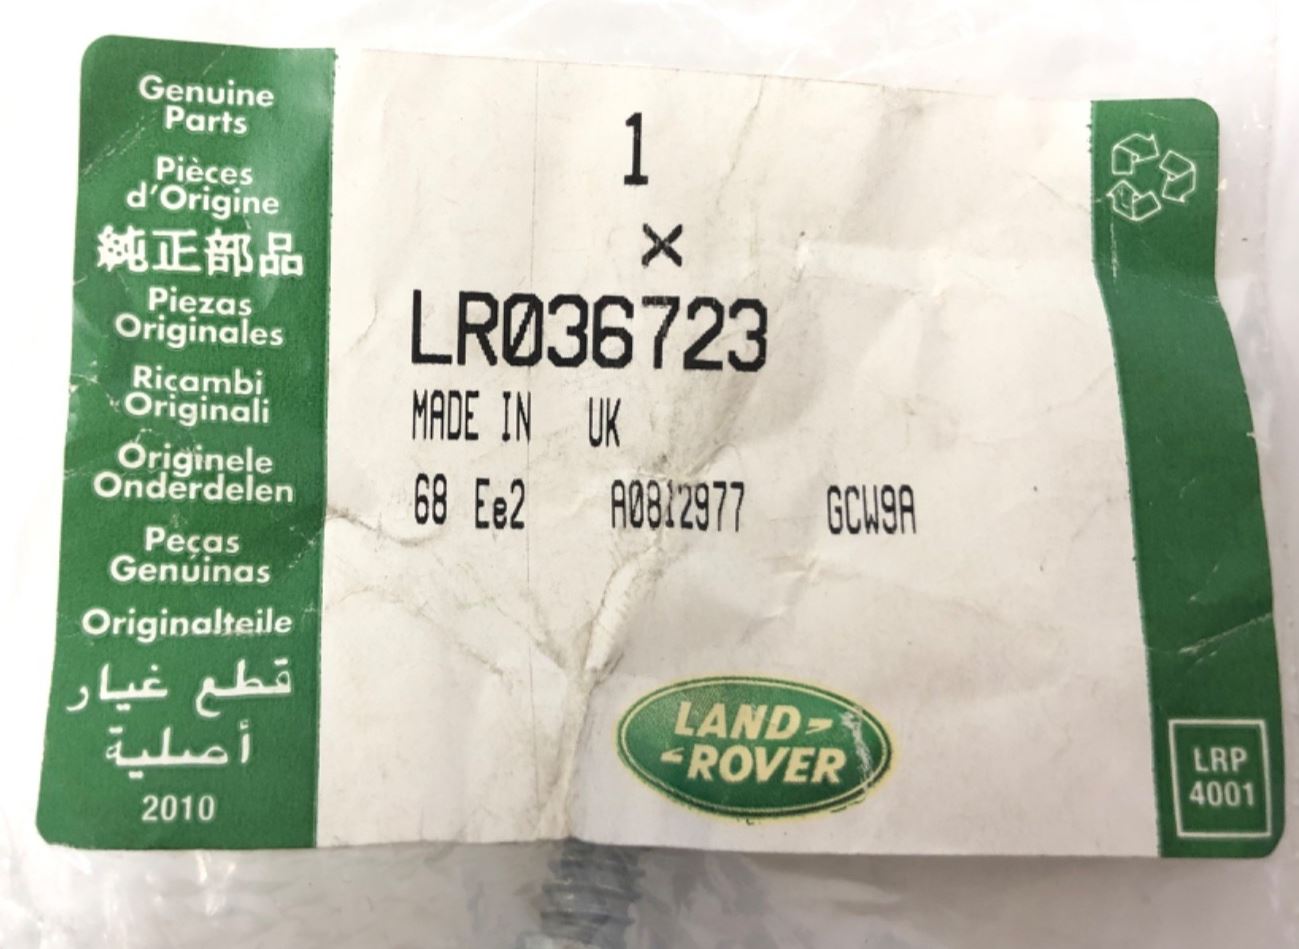 Genuine
Parts
Pièces
d'Origine
純正部品
Piezas
Originales
Ricambi
Originali
Originele
Onderdelen
Peças
Genúinas
Originalteile
قطع غيار
أصلية
2010
1
×
LR036723
MADE IN UK
68 Ee2 A0812977 GCW9A
LAND-
-ROVER
LRP
4001